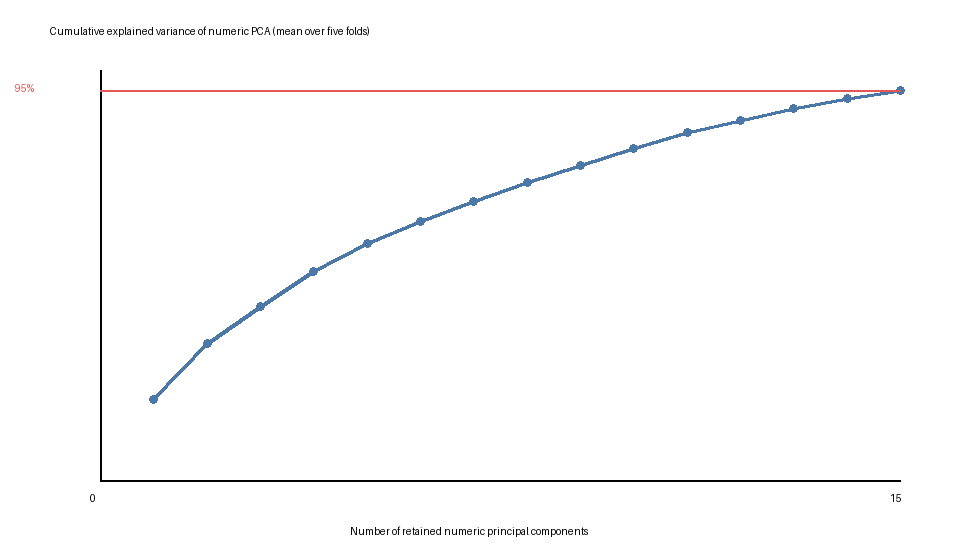 Cumulative explained variance of numeric PCA (mean over five folds)
95%
0
15
Number of retained numeric principal components